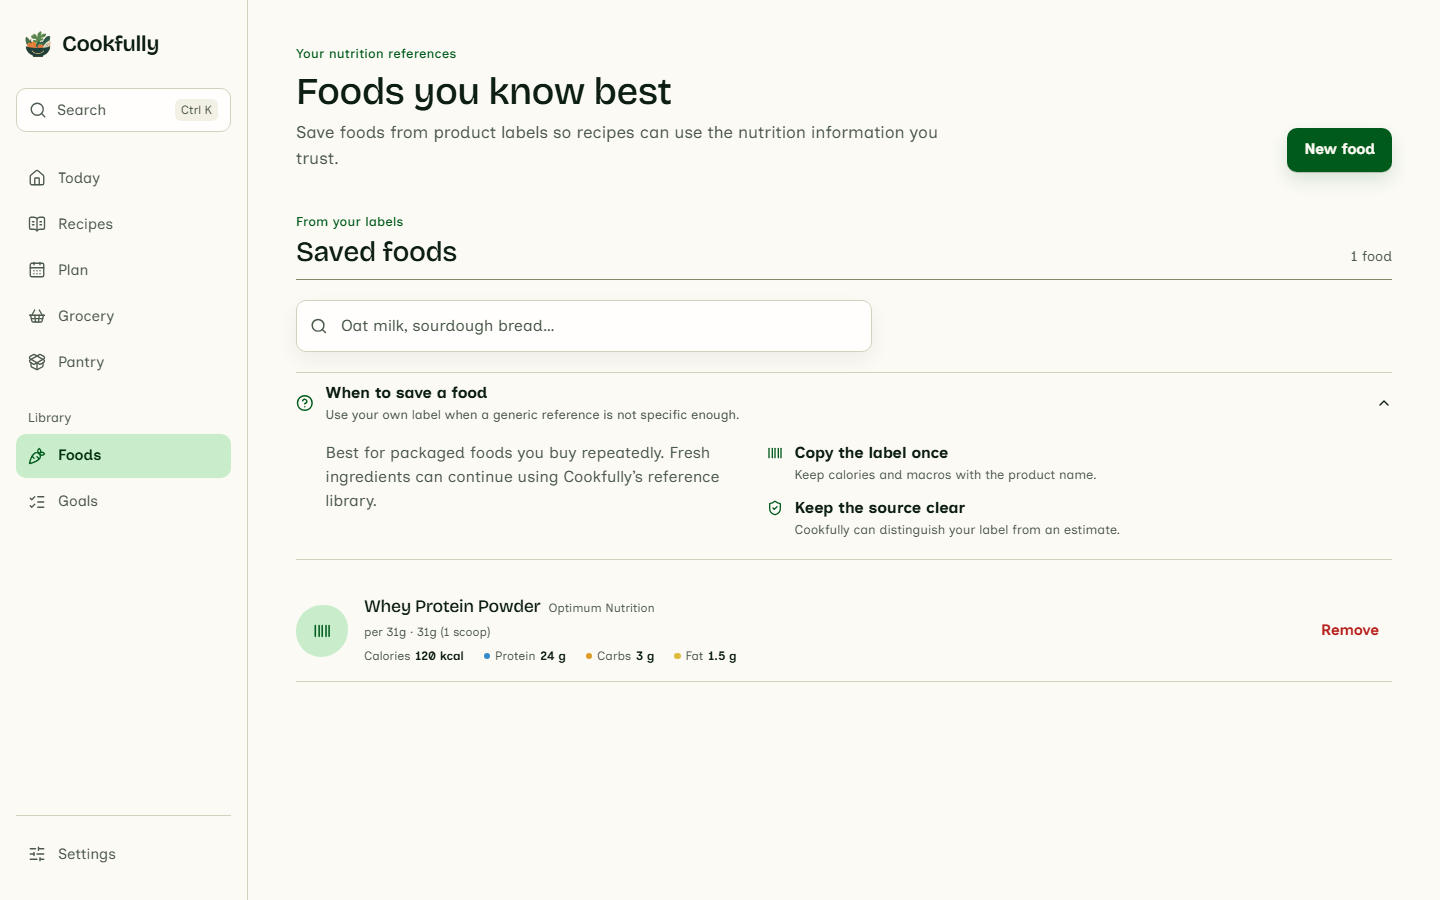 Cookfully
Search
Ctrl K
Today
Recipes
Plan
Grocery
Pantry
Library
Foods
Goals
Settings
Your nutrition references
Foods you know best
Save foods from product labels so recipes can use the nutrition information you
trust.
New food
From your labels
Saved foods
1 food
Oat milk, sourdough bread...
When to save a food
Use your own label when a generic reference is not specific enough.
Best for packaged foods you buy repeatedly. Fresh
ingredients can continue using Cookfully’s reference
library.
Copy the label once
Keep calories and macros with the product name.
Keep the source clear
Cookfully can distinguish your label from an estimate.
Whey Protein Powder Optimum Nutrition
per 31g · 31g (1 scoop)
Calories 120 kcal Protein 24 g Carbs 3 g Fat 1.5 g
Remove